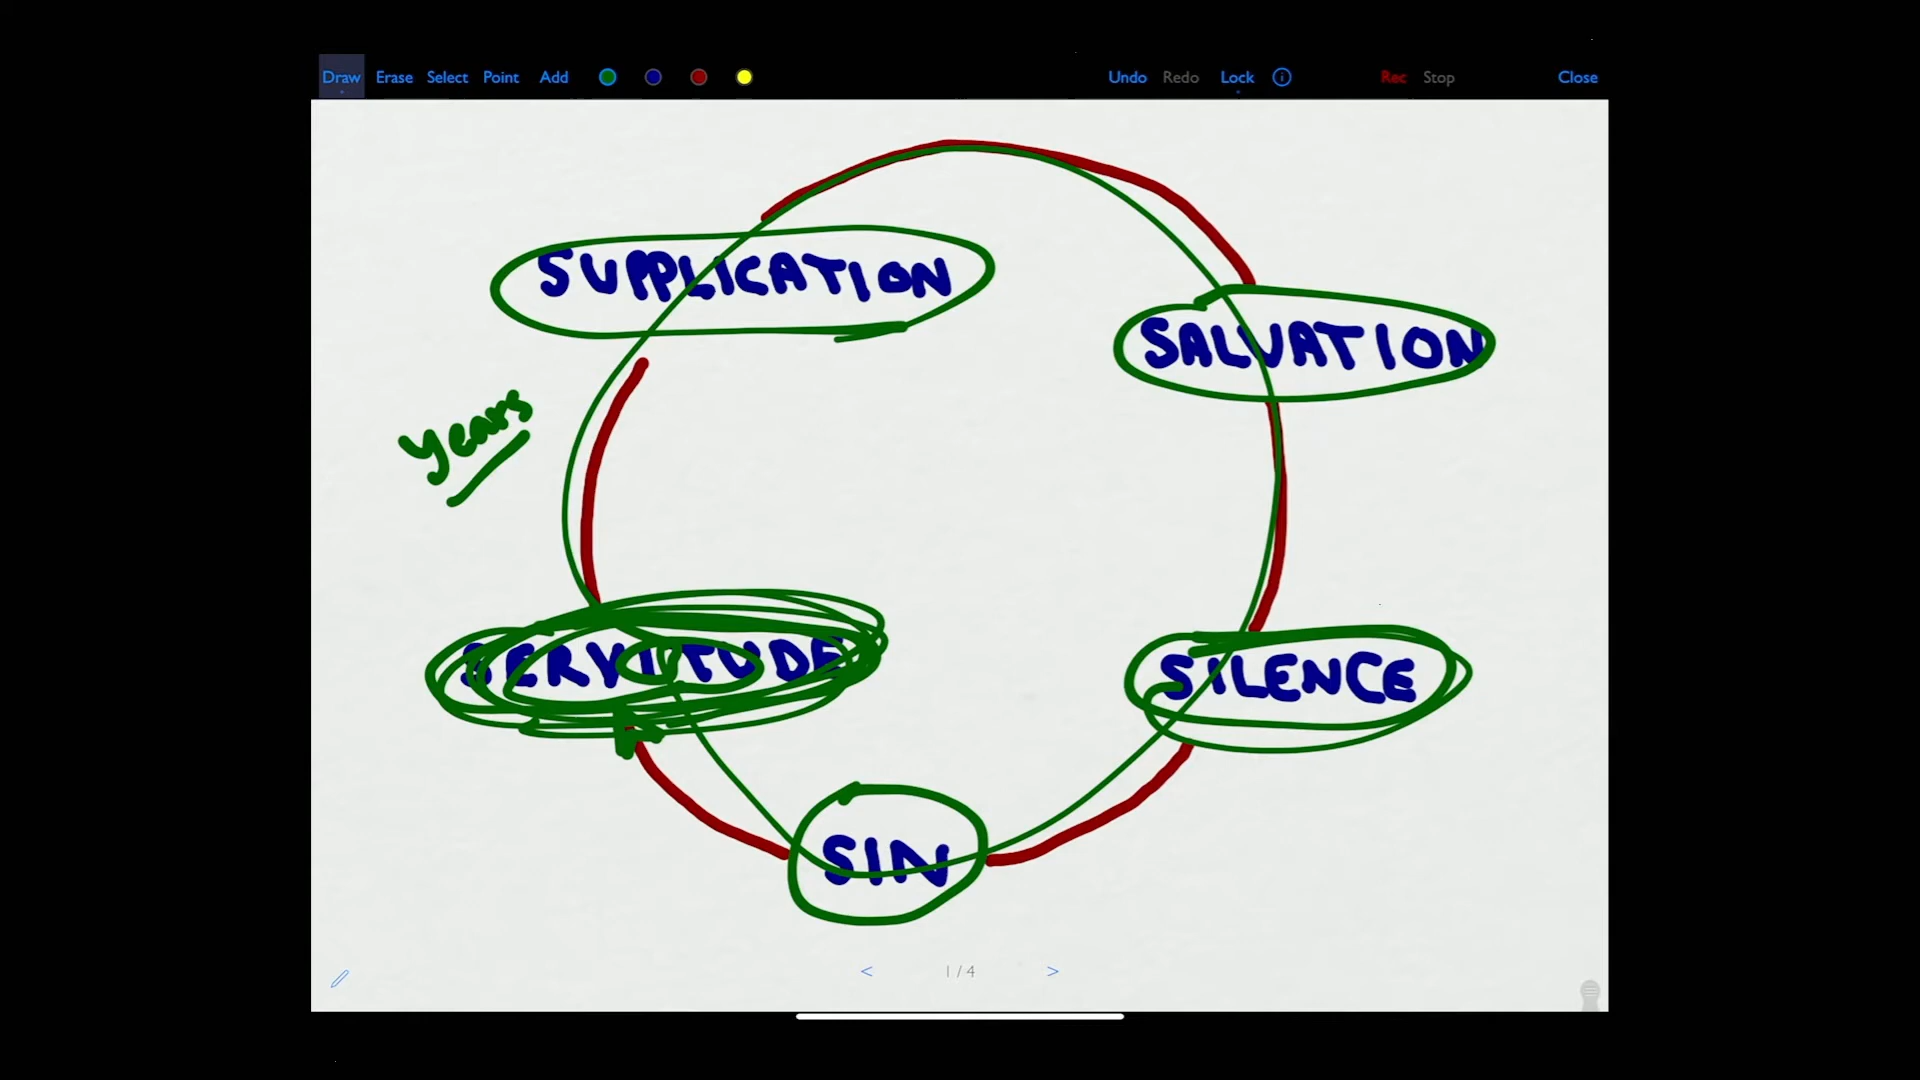 Draw Erase Select Point Add Undo Redo Lock Rec Stop Close
SUPPLICATION
SALVATION
years
SERVITUDE
SILENCE
SIN
< 1/4 >